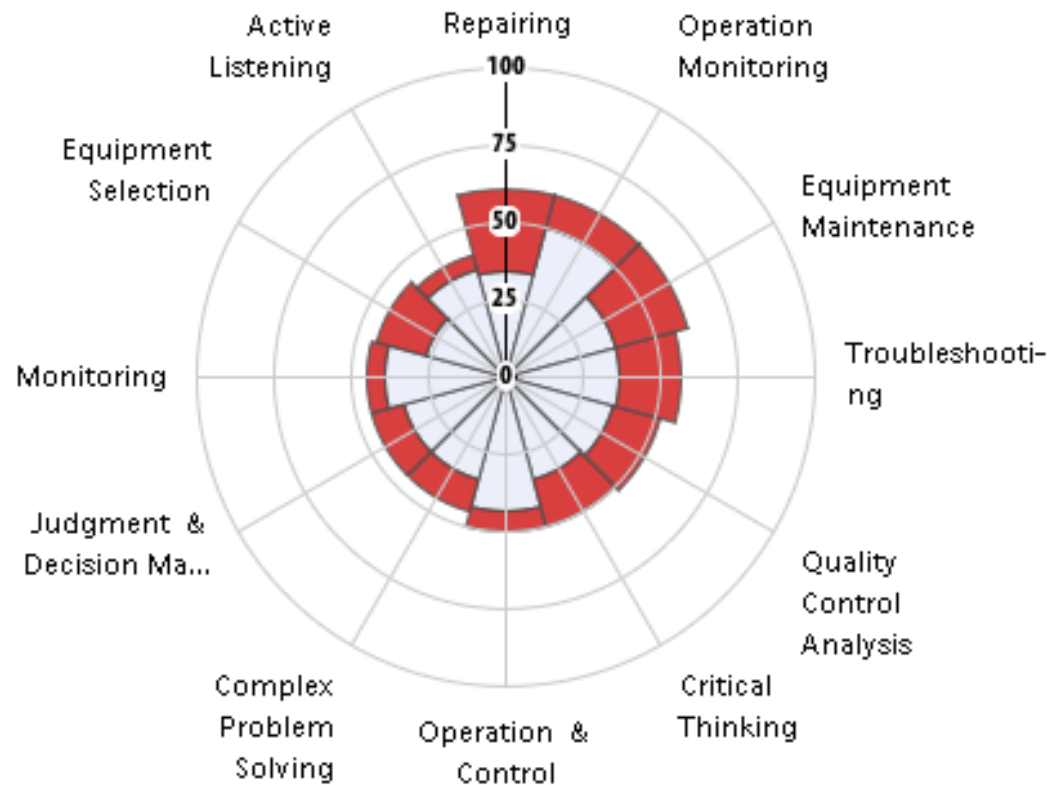 Repairing
Operation
Monitoring
Equipment
Maintenance
Troubleshooti-
ng
Quality
Control
Analysis
Critical
Thinking
Operation &
Control
Complex
Problem
Solving
Judgment &
Decision Ma...
Monitoring
Equipment
Selection
Active
Listening
100
75
50
25
0